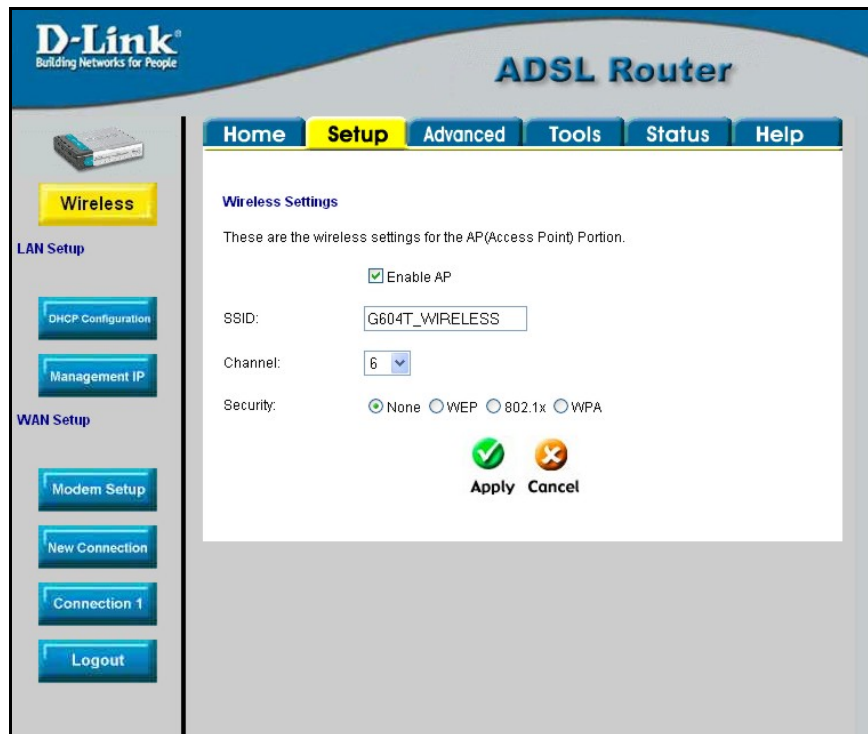 D-Link®
Building Networks for People
ADSL Router
Home Setup Advanced Tools Status Help
Wireless
LAN Setup
DHCP Configuration
Management IP
WAN Setup
Modem Setup
New Connection
Connection 1
Logout
Wireless Settings
These are the wireless settings for the AP(Access Point) Portion.
Enable AP
SSID: G604T_WIRELESS
Channel: 6
Security: None WEP 802.1x WPA
Apply Cancel